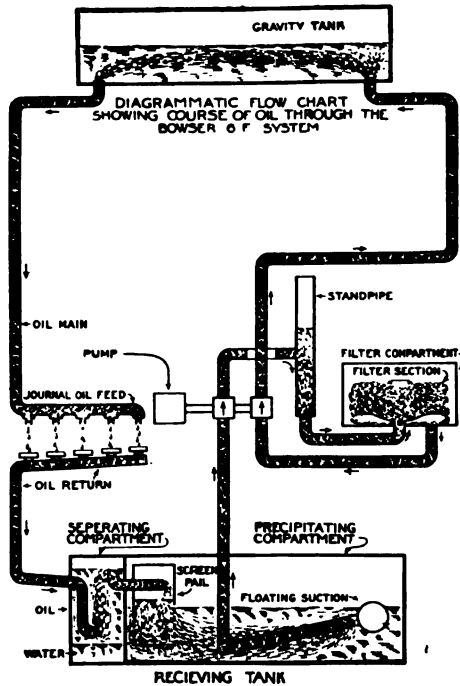 GRAVITY TANK
DIAGRAMMATIC FLOW CHART
SHOWING COURSE OF OIL THROUGH THE
BOWSER 6 F SYSTEM
STANDPIPE
OIL MAIN
PUMP
FILTER COMPARTMENT
FILTER SECTION
JOURNAL OIL FEED
OIL RETURN
SEPERATING
COMPARTMENT
PRECIPITATING
COMPARTMENT
SCREEN
PAIL
FLOATING SUCTION
OIL
WATER
RECIEVING TANK